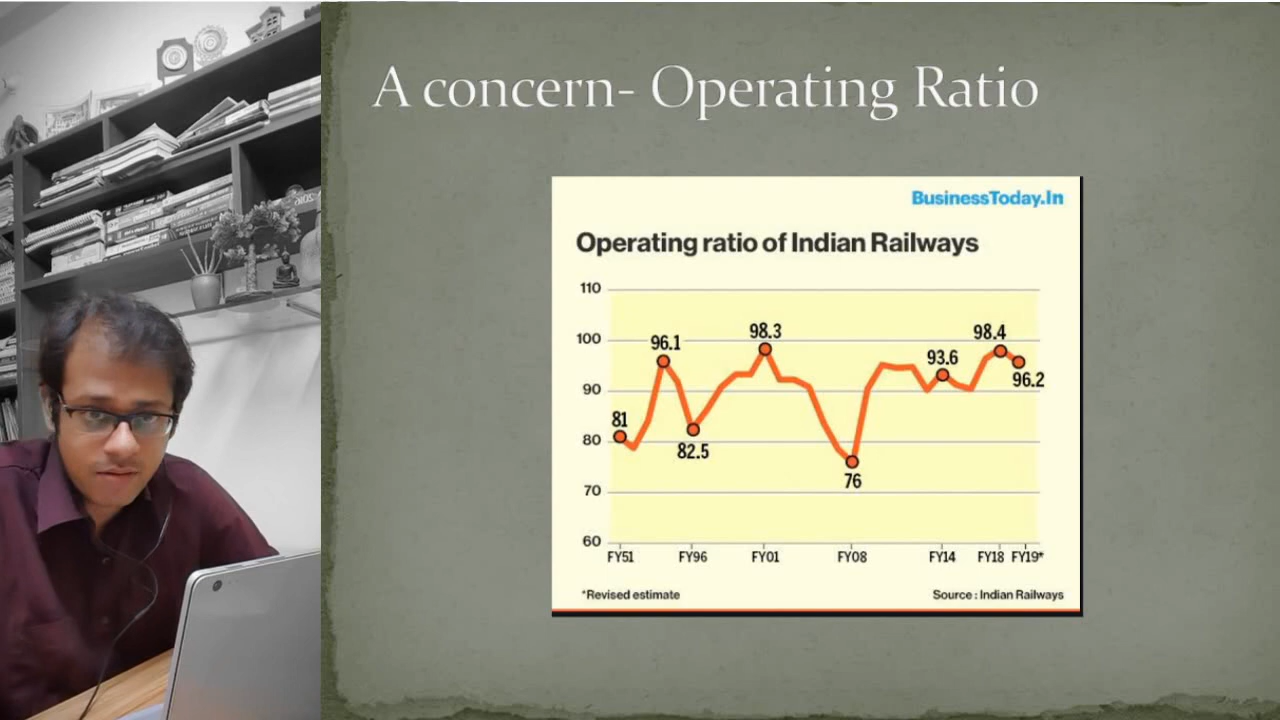 A concern- Operating Ratio
BusinessToday.In
Operating ratio of Indian Railways
110
100
90
80
70
60
81
96.1
82.5
98.3
76
93.6
98.4
96.2
FY51 FY96 FY01 FY08 FY14 FY18 FY19*
*Revised estimate
Source : Indian Railways